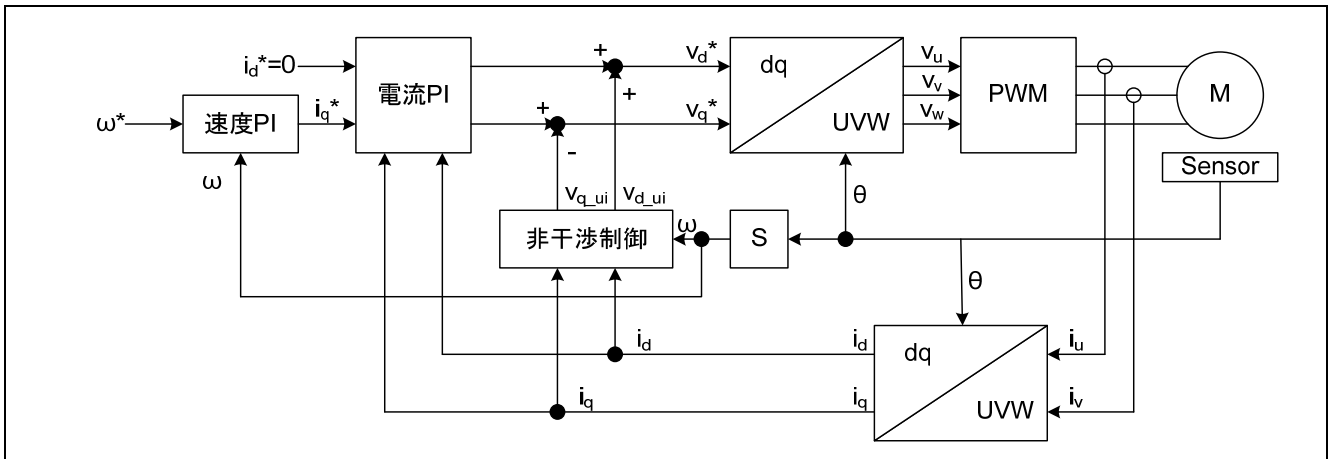 i_d*=0
ω*
速度PI
i_q*
ω
電流PI
+
+
+
-
v_q_ui
v_d_ui
非干渉制御
v_d*
v_q*
dq
UVW
v_u
v_v
v_w
PWM
M
Sensor
θ
ω
S
θ
i_d
i_d
i_q
i_q
dq
UVW
i_u
i_v